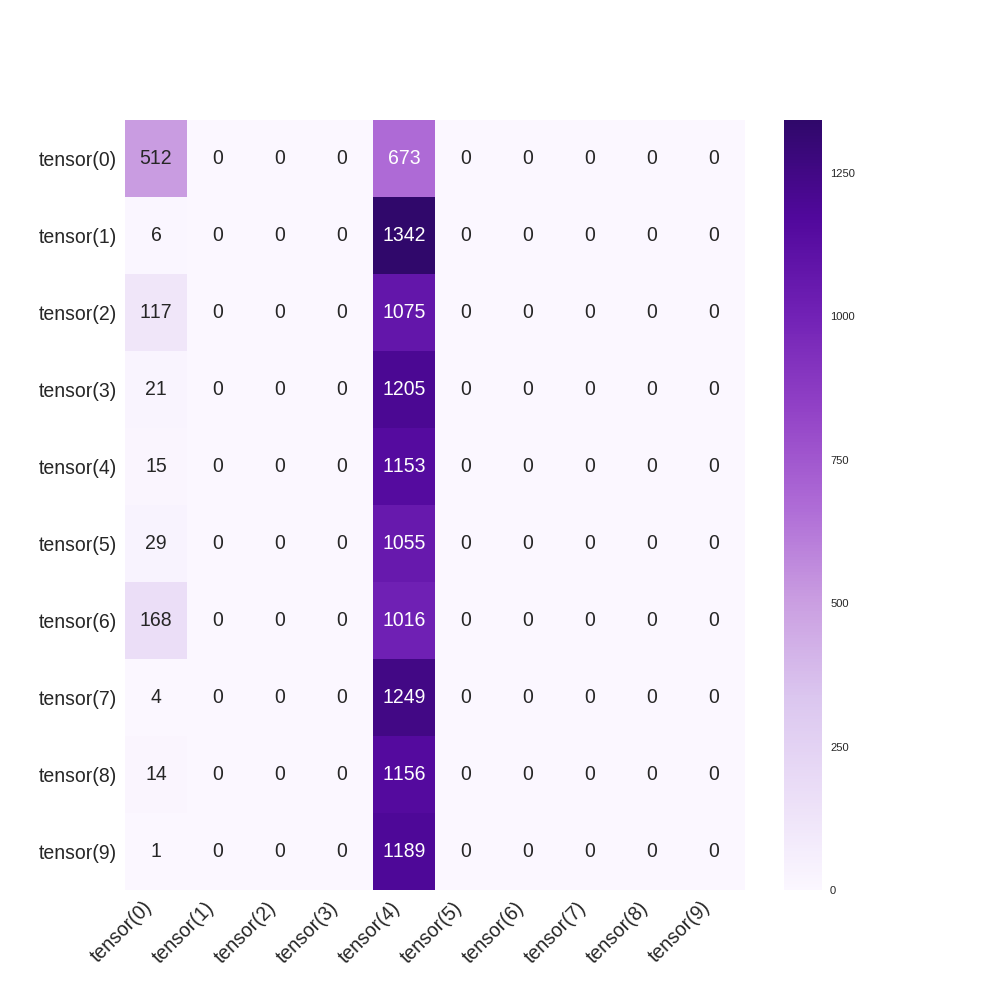 tensor(0) 512 0 0 0 673 0 0 0 0 0
tensor(1) 6 0 0 0 1342 0 0 0 0 0
tensor(2) 117 0 0 0 1075 0 0 0 0 0
tensor(3) 21 0 0 0 1205 0 0 0 0 0
tensor(4) 15 0 0 0 1153 0 0 0 0 0
tensor(5) 29 0 0 0 1055 0 0 0 0 0
tensor(6) 168 0 0 0 1016 0 0 0 0 0
tensor(7) 4 0 0 0 1249 0 0 0 0 0
tensor(8) 14 0 0 0 1156 0 0 0 0 0
tensor(9) 1 0 0 0 1189 0 0 0 0 0
tensor(0) tensor(1) tensor(2) tensor(3) tensor(4) tensor(5) tensor(6) tensor(7) tensor(8) tensor(9)
1250
1000
750
500
250
0